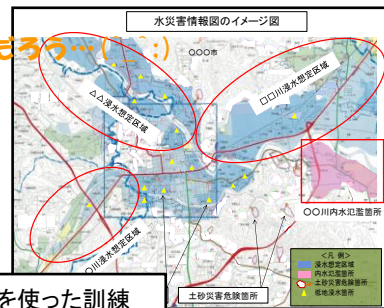 水災害情報図のイメージ図
だろう…(^_^;)
○○○市
△△浸水想定区域
□□川浸水想定区域
○○川内水氾濫箇所
○川浸水想定区域
<凡 例>
浸水想定区域
内水氾濫箇所
土砂災害危険箇所
低地浸水箇所
土砂災害危険箇所
を使った訓練